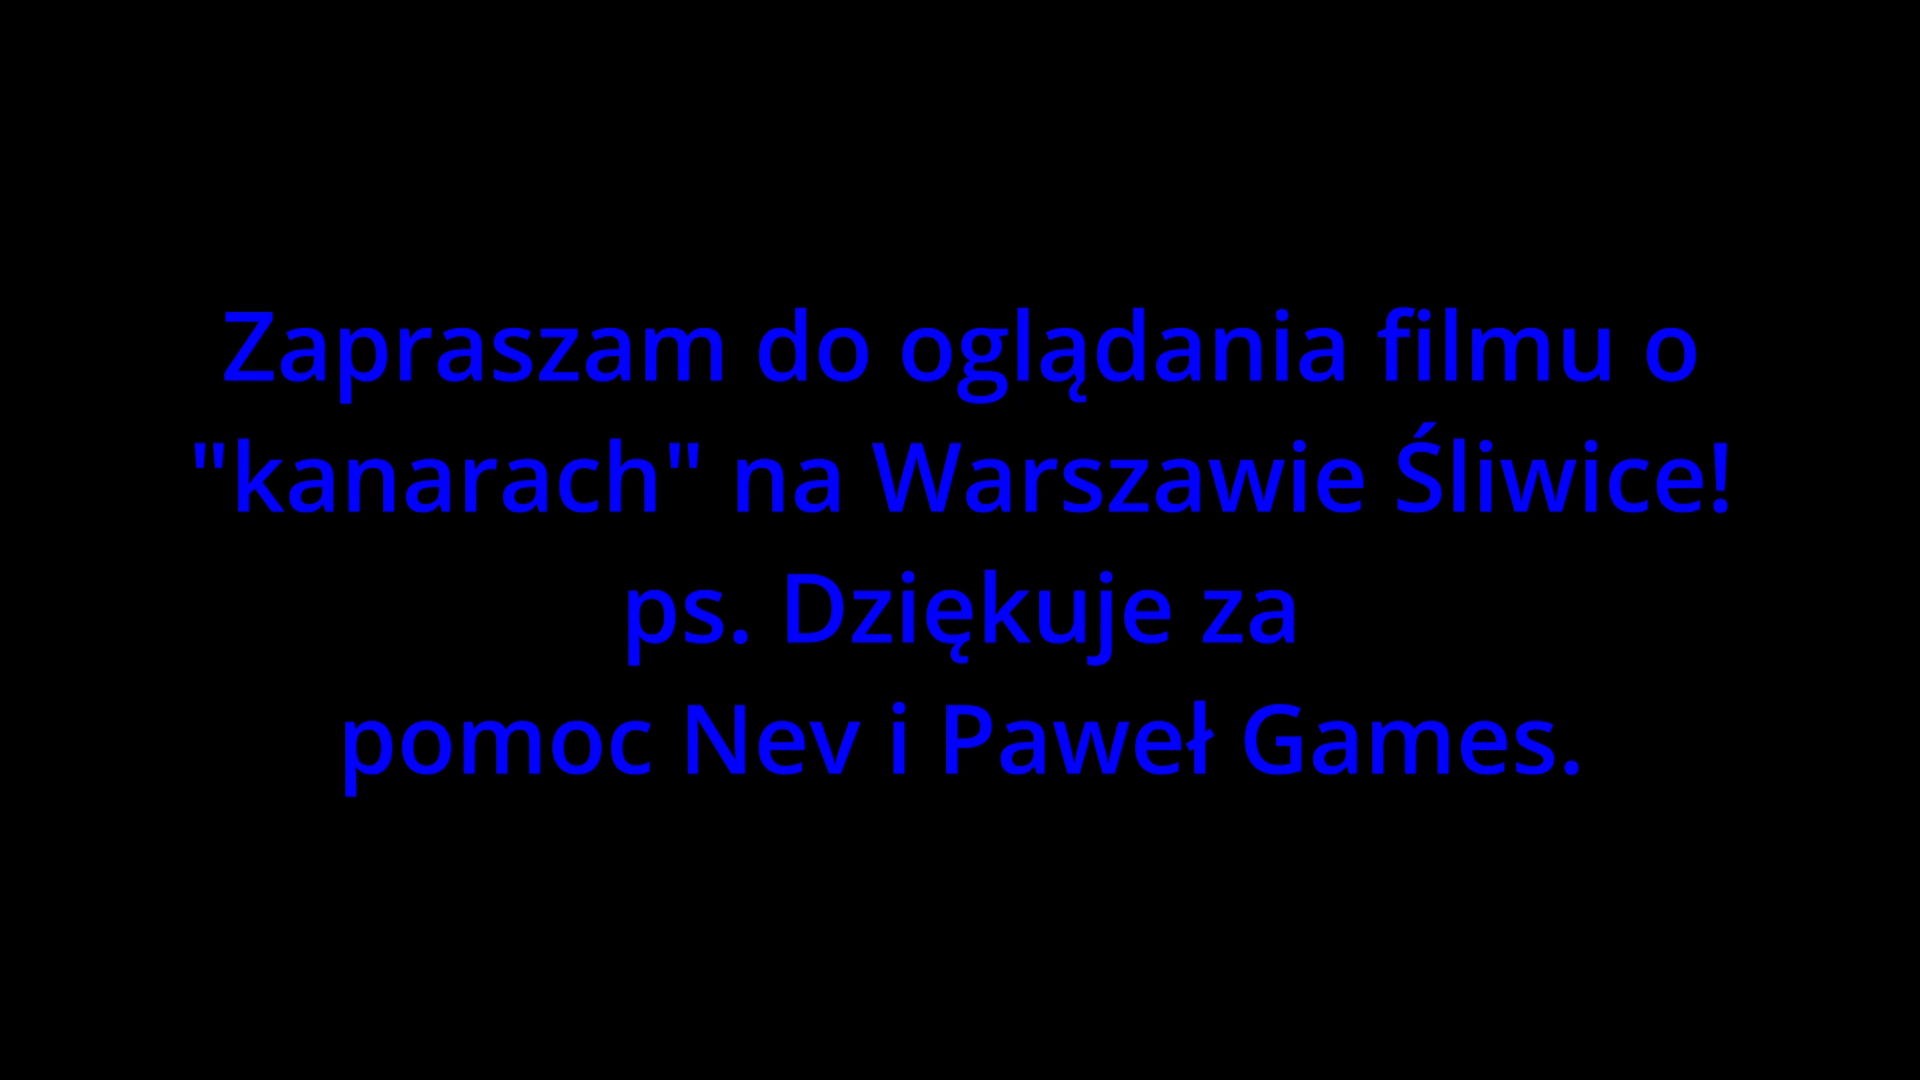 Zapraszam do oglądania filmu o
"kanarach" na Warszawie Śliwice!
ps. Dziękuje za
pomoc Nev i Paweł Games.